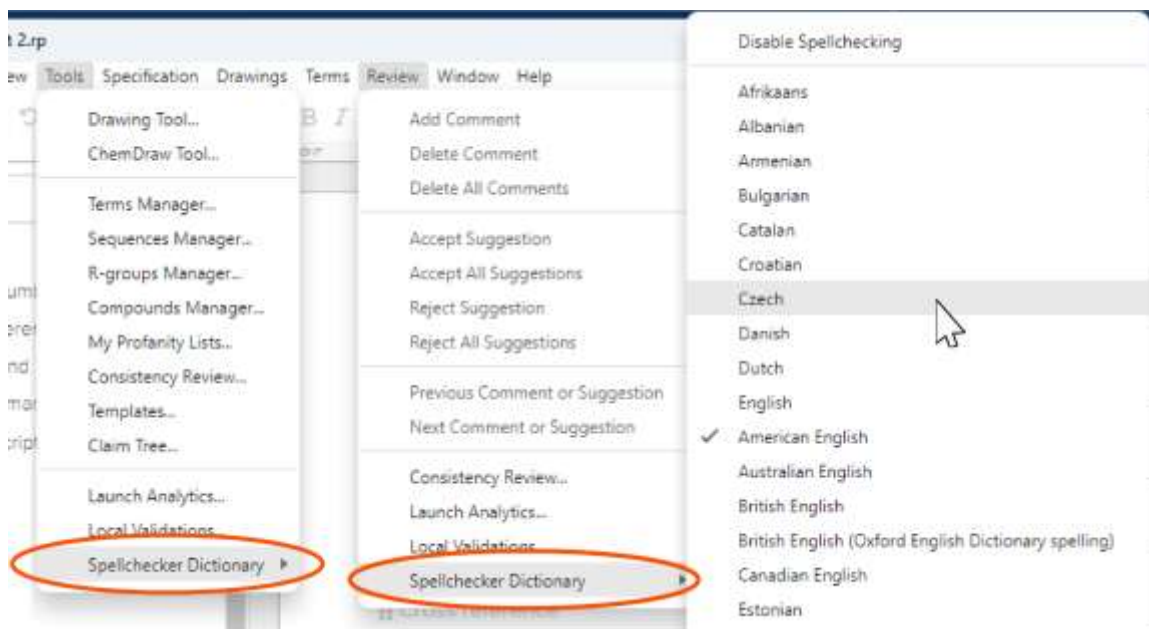 t 2.rp
ew Tools Specification Drawings Terms Review Window Help
B I
Drawing Tool...
ChemDraw Tool...
Terms Manager...
Sequences Manager...
R-groups Manager...
Compounds Manager...
My Profanity Lists...
Consistency Review...
Templates...
Claim Tree...
Launch Analytics...
Local Validations...
Spellchecker Dictionary
Add Comment
Delete Comment
Delete All Comments
Accept Suggestion
Accept All Suggestions
Reject Suggestion
Reject All Suggestions
Previous Comment or Suggestion
Next Comment or Suggestion
Consistency Review...
Launch Analytics...
Local Validations...
Spellchecker Dictionary
Disable Spellchecking
Afrikaans
Albanian
Armenian
Bulgarian
Catalan
Croatian
Czech
Danish
Dutch
English
American English
Australian English
British English
British English (Oxford English Dictionary spelling)
Canadian English
Estonian